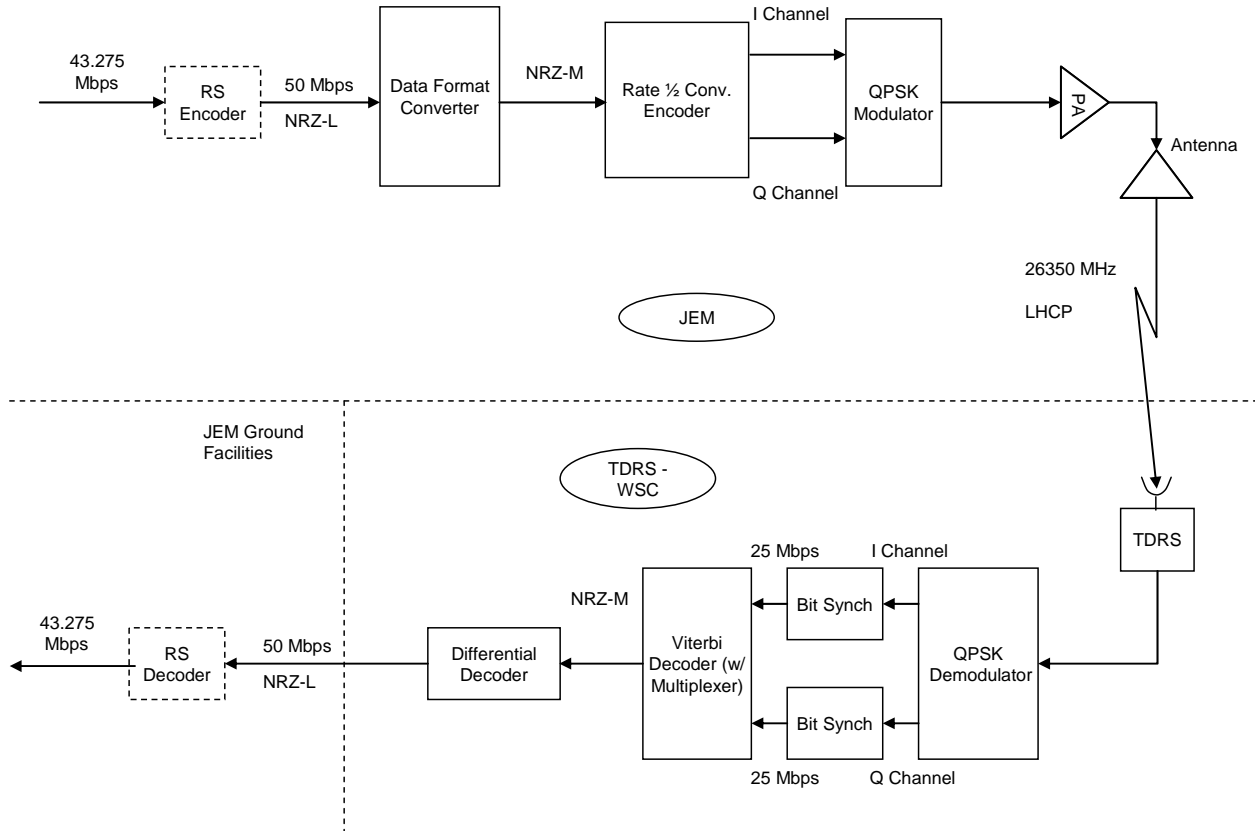 I Channel
43.275
Mbps
RS
Encoder
50 Mbps
NRZ-L
Data Format
Converter
NRZ-M
Rate ½ Conv.
Encoder
QPSK
Modulator
PA
Antenna
Q Channel
26350 MHz
LHCP
JEM
JEM Ground
Facilities
TDRS -
WSC
TDRS
25 Mbps
I Channel
NRZ-M
Bit Synch
43.275
Mbps
RS
Decoder
50 Mbps
NRZ-L
Differential
Decoder
Viterbi
Decoder (w/
Multiplexer)
QPSK
Demodulator
Bit Synch
25 Mbps
Q Channel